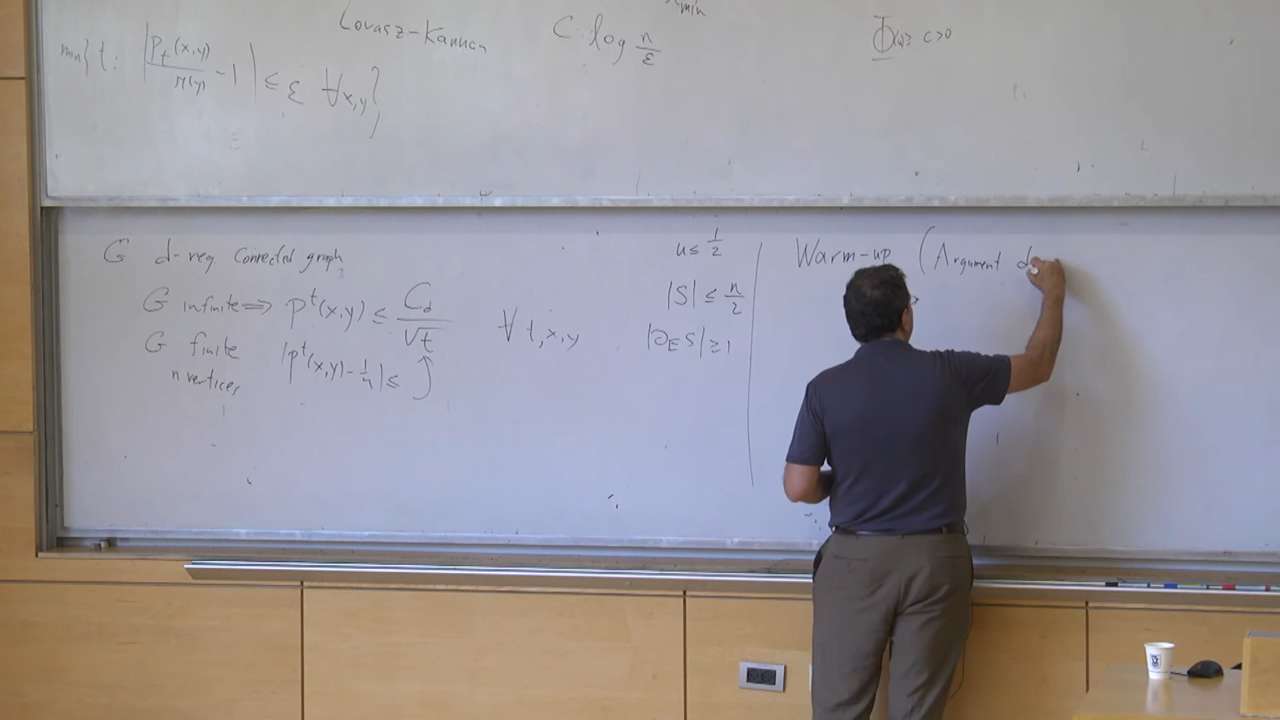 Lovasz-Kannan
C log n/ε
Φ(u) ≥ c>0
min{t: |P_t(x,y)/π(y) - 1| ≤ ε ∀x,y}
min
G d-reg connected graph
G infinite ⟹ p^t(x,y) ≤ C_d/√t ∀ t,x,y
G finite
n vertices
|p^t(x,y) - 1/n| ≤
u ≤ 1/2
|S| ≤ n/2
|∂_E S| ≥ 1
Warm-up (Argument